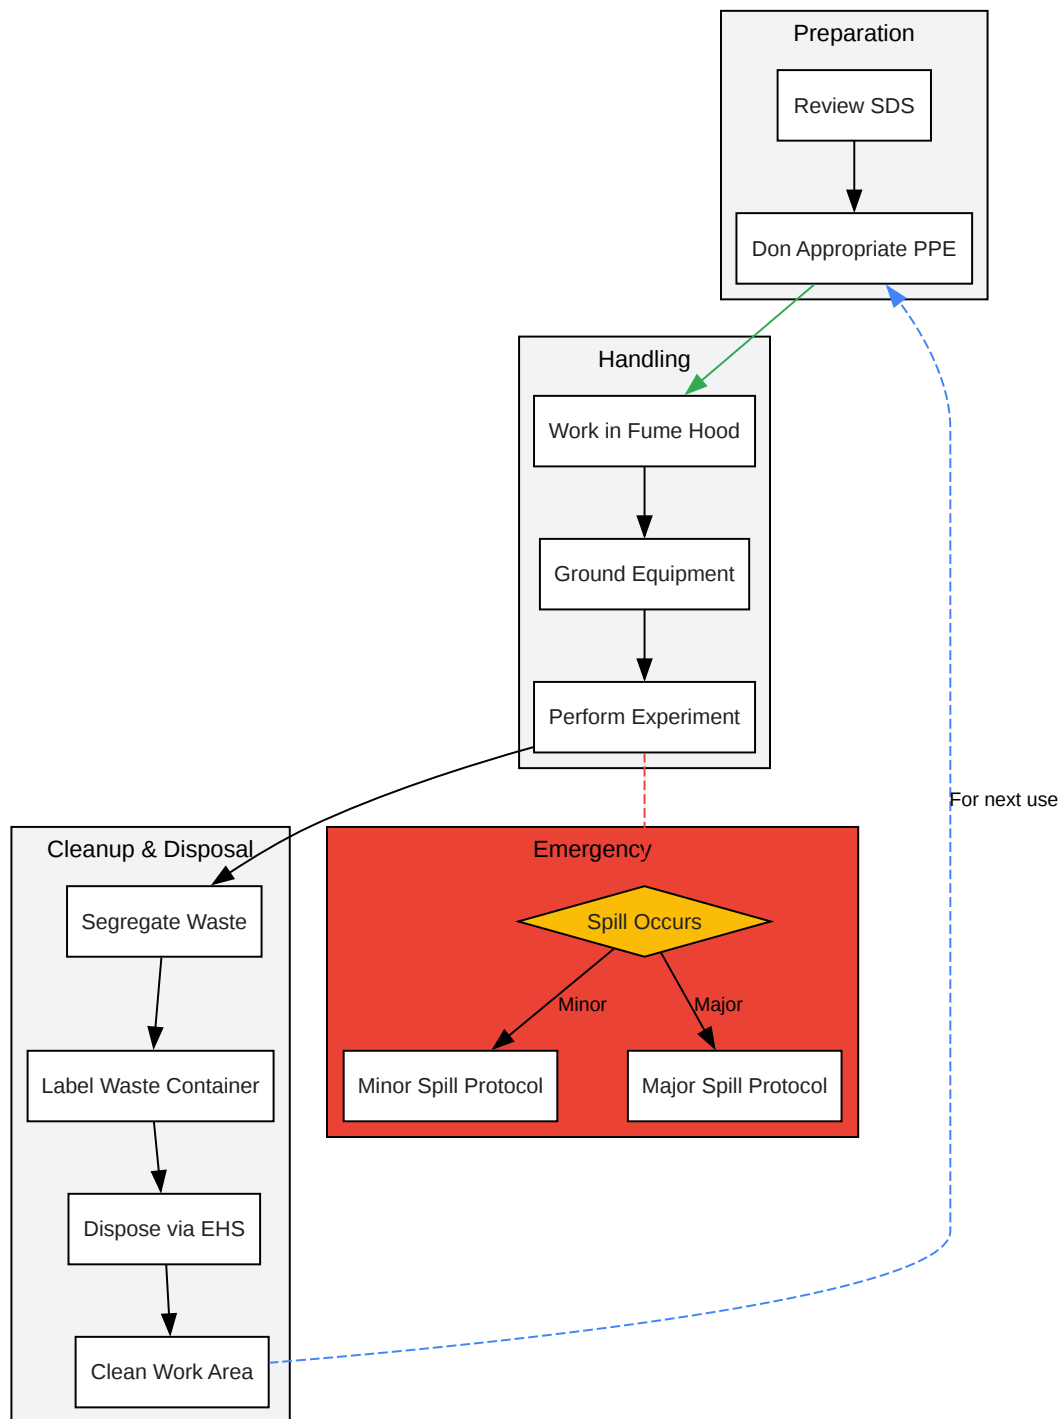 Preparation
Review SDS
Don Appropriate PPE
Handling
Work in Fume Hood
Ground Equipment
Perform Experiment
For next use
Cleanup & Disposal
Segregate Waste
Label Waste Container
Dispose via EHS
Clean Work Area
Emergency
Spill Occurs
Minor
Major
Minor Spill Protocol
Major Spill Protocol